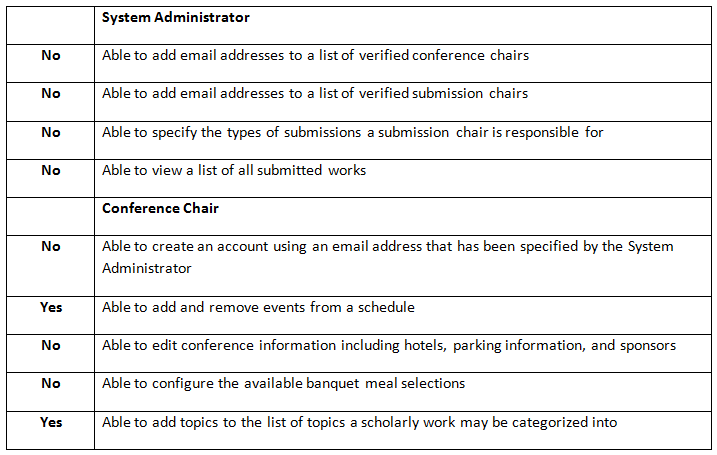 System Administrator
No Able to add email addresses to a list of verified conference chairs
No Able to add email addresses to a list of verified submission chairs
No Able to specify the types of submissions a submission chair is responsible for
No Able to view a list of all submitted works
Conference Chair
No Able to create an account using an email address that has been specified by the System
Administrator
Yes Able to add and remove events from a schedule
No Able to edit conference information including hotels, parking information, and sponsors
No Able to configure the available banquet meal selections
Yes Able to add topics to the list of topics a scholarly work may be categorized into